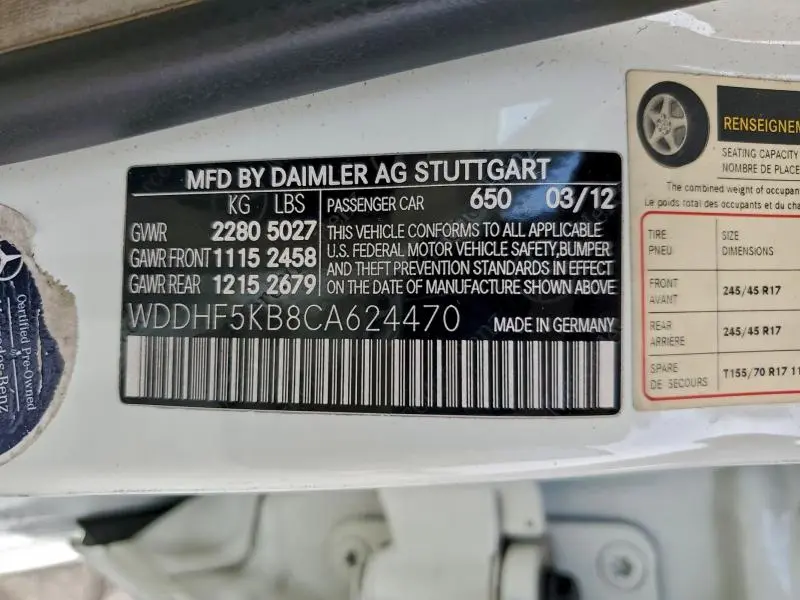 MFD BY DAIMLER AG STUTTGART
KG LBS PASSENGER CAR 650 03/12
GVWR 2280 5027
GAWR FRONT 1115 2458
GAWR REAR 1215 2679
THIS VEHICLE CONFORMS TO ALL APPLICABLE
U.S. FEDERAL MOTOR VEHICLE SAFETY, BUMPER
AND THEFT PREVENTION STANDARDS IN EFFECT
ON THE DATE OF MANUFACTURE SHOWN ABOVE
WDDHF5KB8CA624470 MADE IN GERMANY
RENSEIGNEM
SEATING CAPACITY
NOMBRE DE PLACE
The combined weight of occupan
Le poids total des occupants et du cha
TIRE SIZE
PNEU DIMENSIONS
FRONT 245/45 R17
AVANT
REAR 245/45 R17
ARRIERE
SPARE T155/70 R17 11
DE SECOURS
Certified Pre-Owned
cedes-Benz